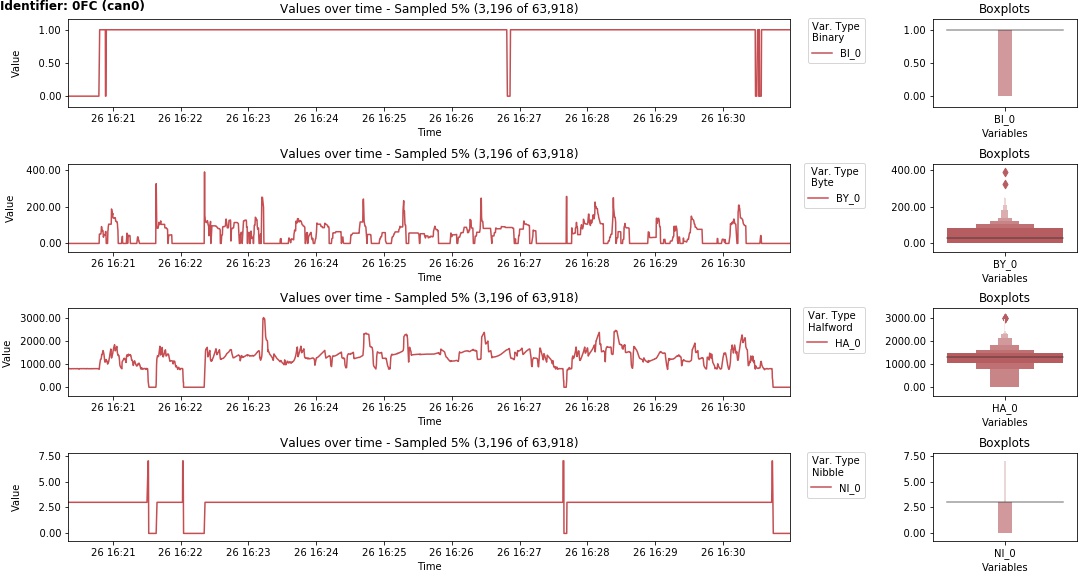 Identifier: 0FC (can0)
Values over time - Sampled 5% (3,196 of 63,918)
Value
1.00
0.50
0.00
26 16:21 26 16:22 26 16:23 26 16:24 26 16:25 26 16:26 26 16:27 26 16:28 26 16:29 26 16:30
Time
Var. Type
Binary
BI_0
Boxplots
1.00
0.50
0.00
BI_0
Variables
Values over time - Sampled 5% (3,196 of 63,918)
Value
400.00
200.00
0.00
26 16:21 26 16:22 26 16:23 26 16:24 26 16:25 26 16:26 26 16:27 26 16:28 26 16:29 26 16:30
Time
Var. Type
Byte
BY_0
Boxplots
400.00
200.00
0.00
BY_0
Variables
Values over time - Sampled 5% (3,196 of 63,918)
Value
3000.00
2000.00
1000.00
0.00
26 16:21 26 16:22 26 16:23 26 16:24 26 16:25 26 16:26 26 16:27 26 16:28 26 16:29 26 16:30
Time
Var. Type
Halfword
HA_0
Boxplots
3000.00
2000.00
1000.00
0.00
HA_0
Variables
Values over time - Sampled 5% (3,196 of 63,918)
Value
7.50
5.00
2.50
0.00
26 16:21 26 16:22 26 16:23 26 16:24 26 16:25 26 16:26 26 16:27 26 16:28 26 16:29 26 16:30
Time
Var. Type
Nibble
NI_0
Boxplots
7.50
5.00
2.50
0.00
NI_0
Variables